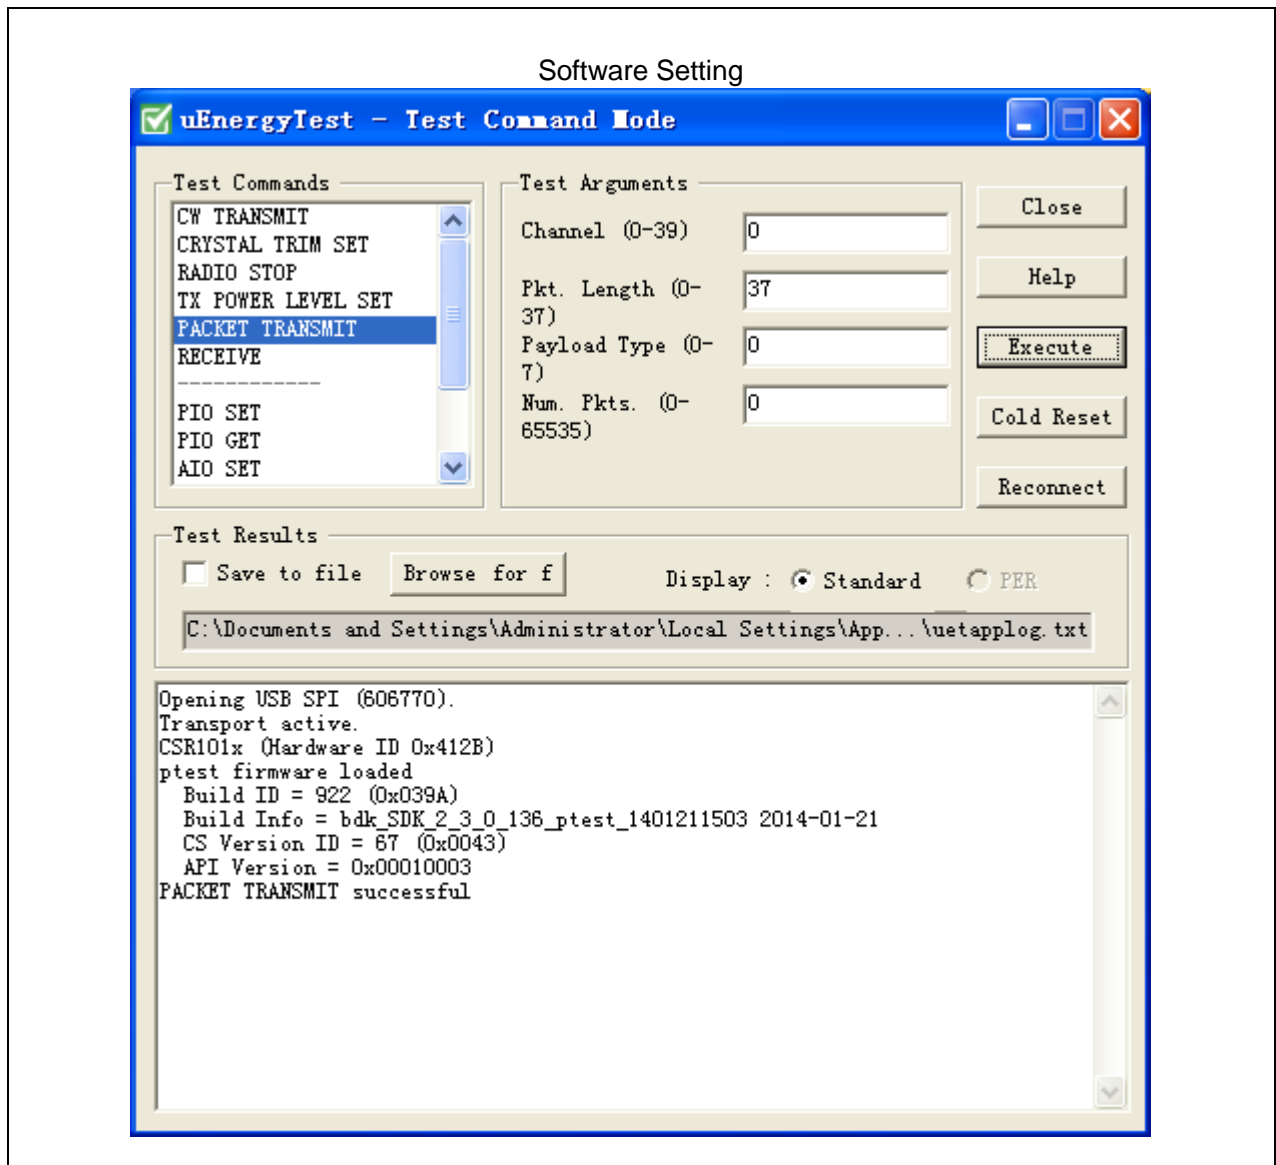 Software Setting
uEnergyTest - Test Command Mode
Test Commands
CW TRANSMIT
CRYSTAL TRIM SET
RADIO STOP
TX POWER LEVEL SET
PACKET TRANSMIT
RECEIVE
------------
PIO SET
PIO GET
AIO SET
Test Arguments
Channel (0-39) 0
Pkt. Length (0-
37)
37
Payload Type (0-
7)
0
Num. Pkts. (0-
65535)
0
Close
Help
Execute
Cold Reset
Reconnect
Test Results
Save to file Browse for f Display : Standard PER
C:\Documents and Settings\Administrator\Local Settings\App...\uetapplog.txt
Opening USB SPI (606770).
Transport active.
CSR101x (Hardware ID 0x412B)
ptest firmware loaded
Build ID = 922 (0x039A)
Build Info = bdk_SDK_2_3_0_136_ptest_1401211503 2014-01-21
CS Version ID = 67 (0x0043)
API Version = 0x00010003
PACKET TRANSMIT successful